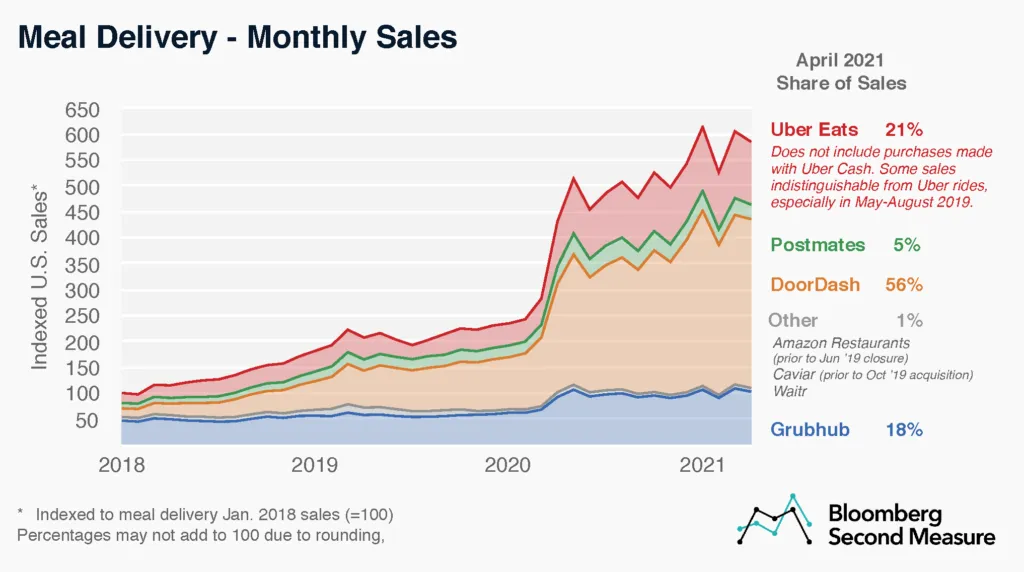 Meal Delivery - Monthly Sales
April 2021
Share of Sales
Indexed U.S. Sales*
650
600
550
500
450
400
350
300
250
200
150
100
50
2018
2019
2020
2021
Uber Eats 21%
Does not include purchases made
with Uber Cash. Some sales
indistinguishable from Uber rides,
especially in May-August 2019.
Postmates 5%
DoorDash 56%
Other 1%
Amazon Restaurants
(prior to Jun '19 closure)
Caviar (prior to Oct '19 acquisition)
Waitr
Grubhub 18%
* Indexed to meal delivery Jan. 2018 sales (=100)
Percentages may not add to 100 due to rounding,
Bloomberg
Second Measure